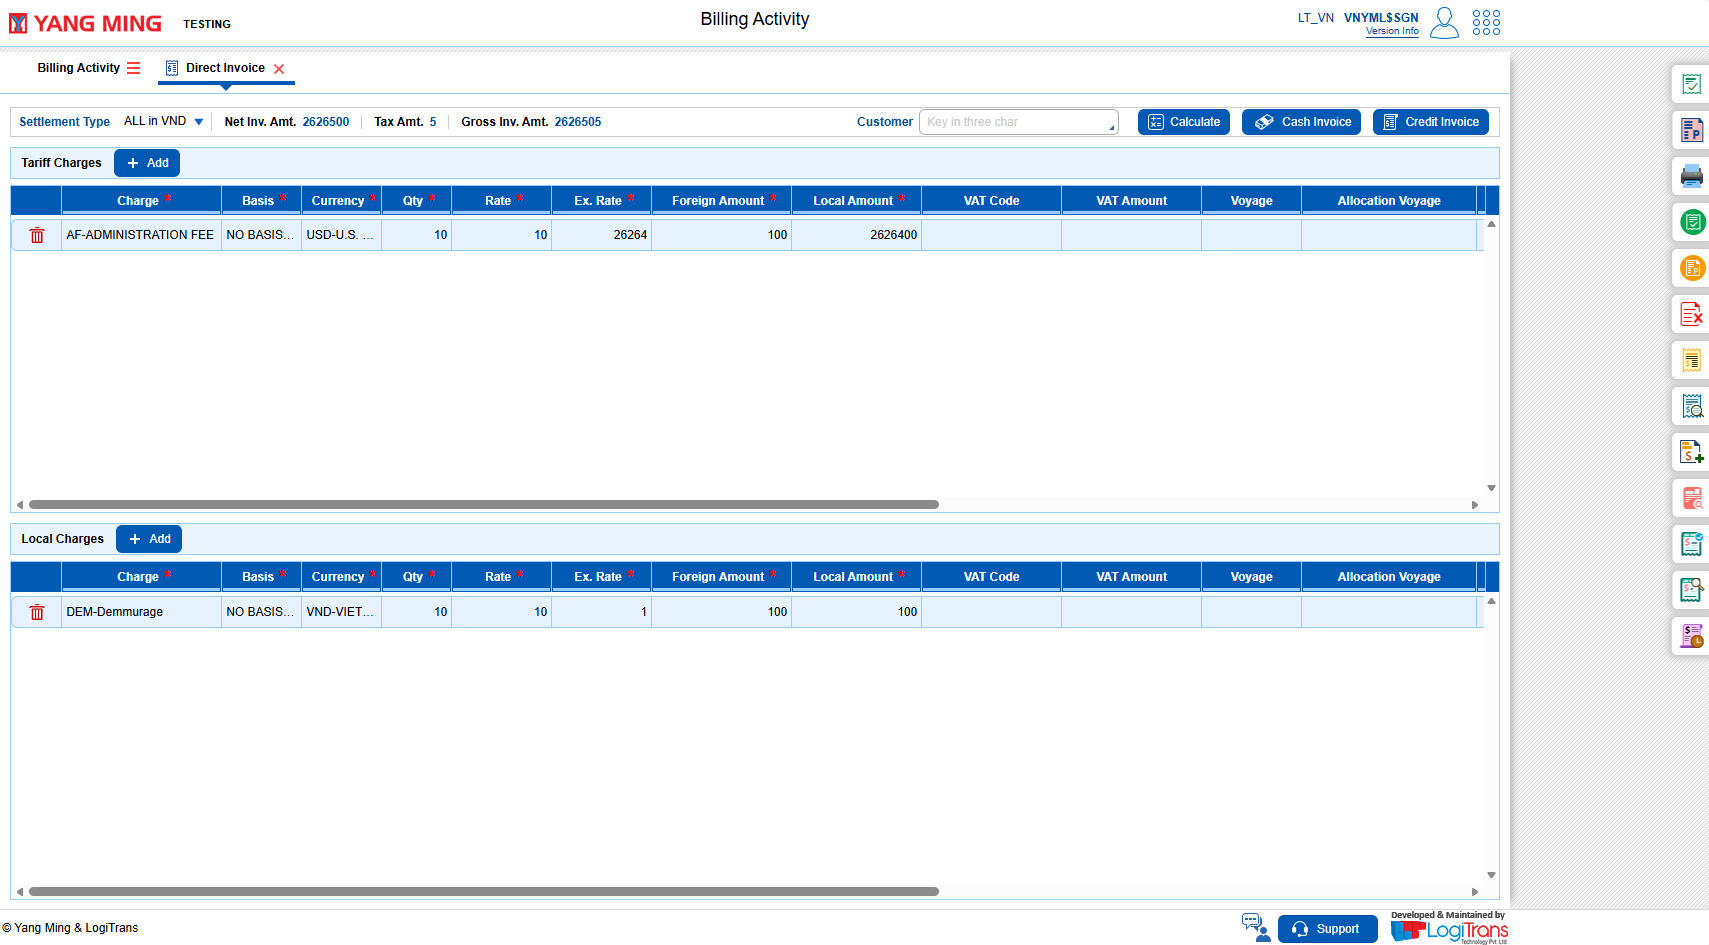 YANG MING TESTING Billing Activity LT_VN VNYML$SGN
Version Info
Billing Activity Direct Invoice
Settlement Type ALL in VND Net Inv. Amt. 2626500 Tax Amt. 5 Gross Inv. Amt. 2626505 Customer Key in three char Calculate Cash Invoice Credit Invoice
Tariff Charges + Add
Charge * Basis * Currency * Qty * Rate * Ex. Rate * Foreign Amount * Local Amount * VAT Code VAT Amount Voyage Allocation Voyage
AF-ADMINISTRATION FEE NO BASIS... USD-U.S. ... 10 10 26264 100 2626400
Local Charges + Add
Charge * Basis * Currency * Qty * Rate * Ex. Rate * Foreign Amount * Local Amount * VAT Code VAT Amount Voyage Allocation Voyage
DEM-Demmurage NO BASIS... VND-VIET... 10 10 1 100 100
© Yang Ming & LogiTrans Support
Developed & Maintained by
LogiTrans
Technology Pvt. Ltd.